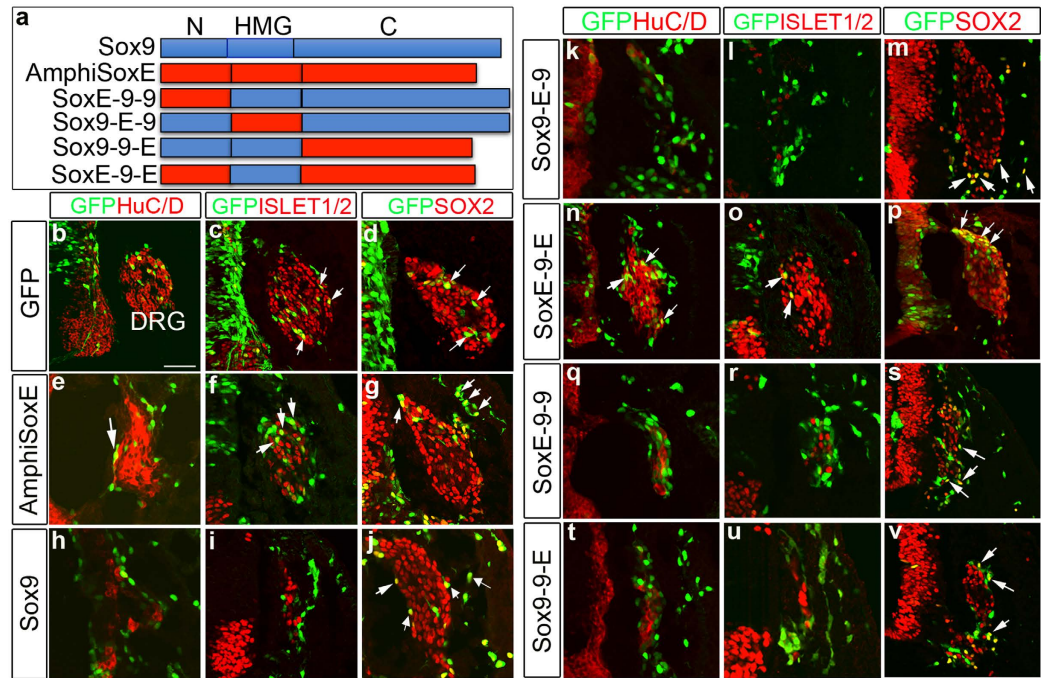 a
N HMG C
Sox9
AmphiSoxE
SoxE-9-9
Sox9-E-9
Sox9-9-E
SoxE-9-E
GFPHuC/D GFPISLET1/2 GFPSOX2
GFP
b c d
DRG
AmphiSoxE
e f g
Sox9
h i j
GFPHuC/D GFPISLET1/2 GFPSOX2
Sox9-E-9
k l m
SoxE-9-E
n o p
SoxE-9-9
q r s
Sox9-9-E
t u v